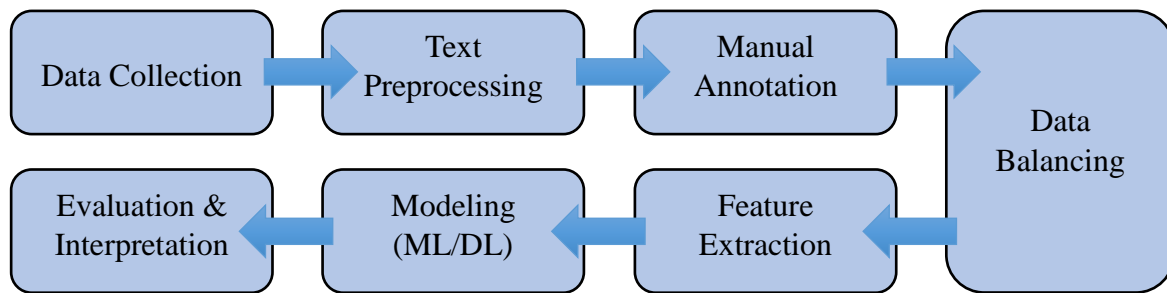 Data Collection
Text
Preprocessing
Manual
Annotation
Data
Balancing
Feature
Extraction
Modeling
(ML/DL)
Evaluation &
Interpretation